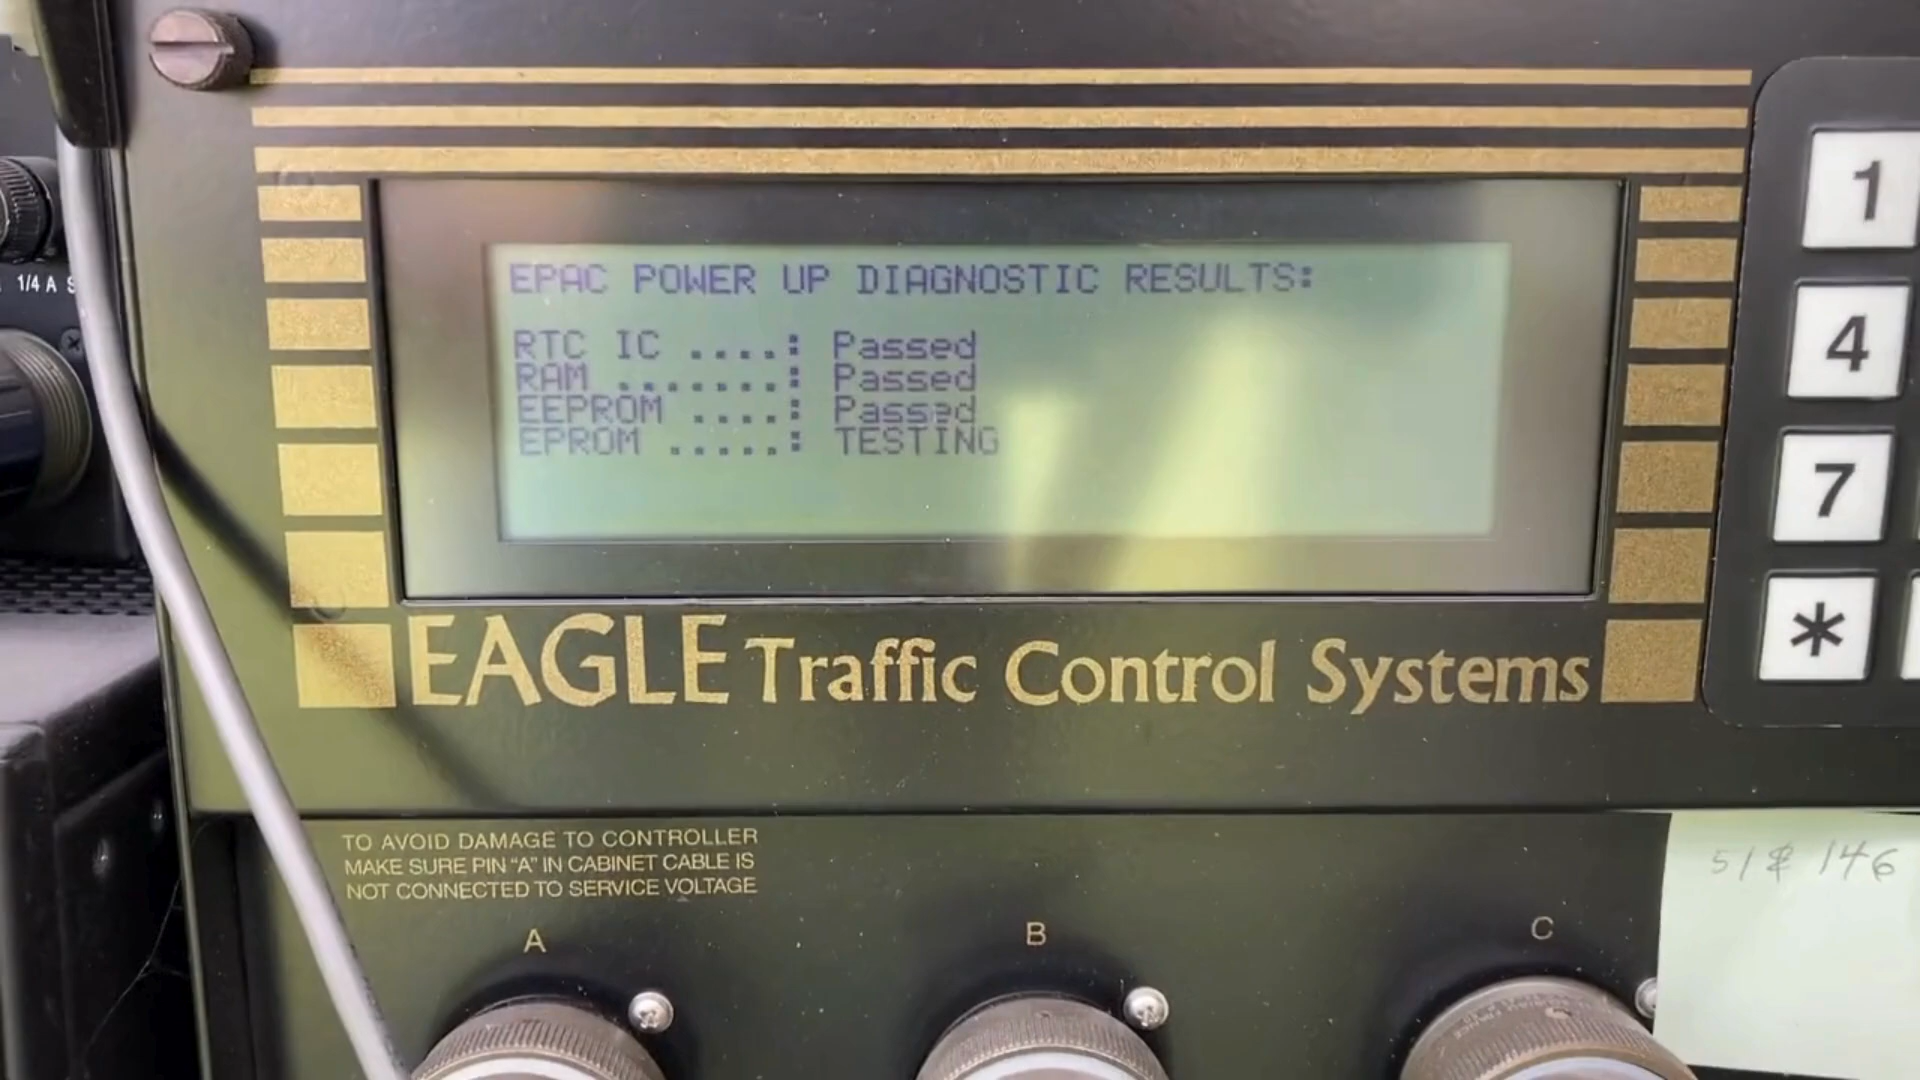 EPAC POWER UP DIAGNOSTIC RESULTS:
RTC IC ....: Passed
RAM .......: Passed
EEPROM ....: Passed
EPROM .....: TESTING
EAGLE Traffic Control Systems
1
4
7
*
1/4 A S
TO AVOID DAMAGE TO CONTROLLER
MAKE SURE PIN “A” IN CABINET CABLE IS
NOT CONNECTED TO SERVICE VOLTAGE
A B C
146